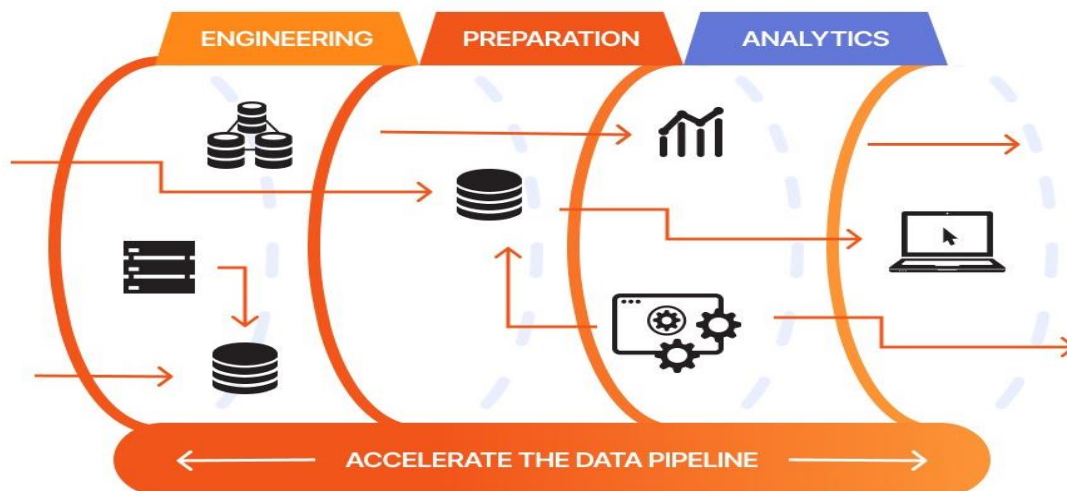 ENGINEERING
PREPARATION
ANALYTICS
ACCELERATE THE DATA PIPELINE